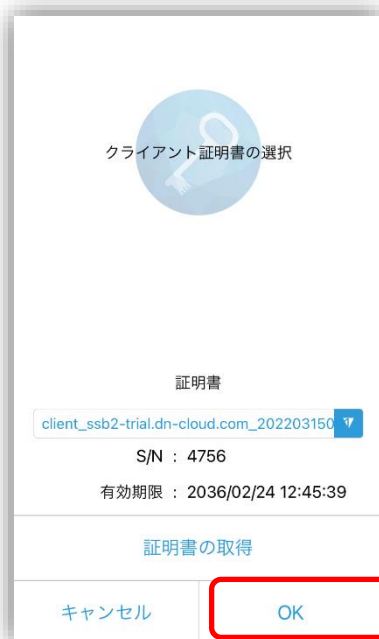 クライアント証明書の選択
証明書
client_ssb2-trial.dn-cloud.com_202203150
S/N : 4756
有効期限 : 2036/02/24 12:45:39
証明書の取得
キャンセル
OK